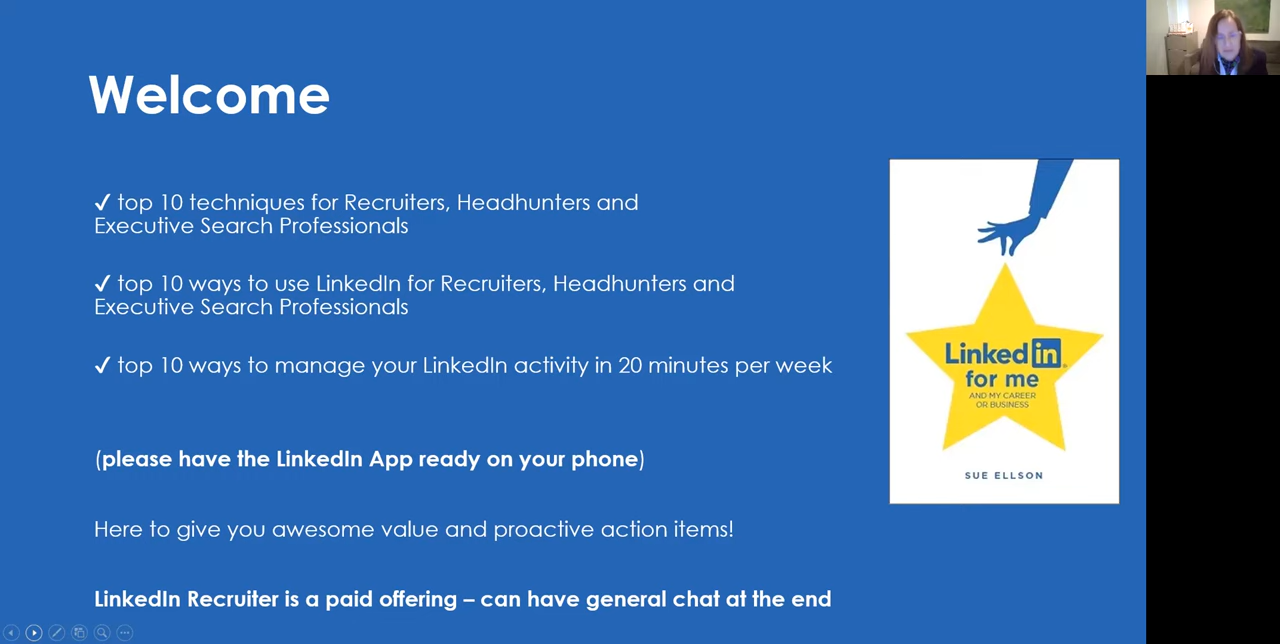 Welcome
✓ top 10 techniques for Recruiters, Headhunters and
Executive Search Professionals
✓ top 10 ways to use LinkedIn for Recruiters, Headhunters and
Executive Search Professionals
✓ top 10 ways to manage your LinkedIn activity in 20 minutes per week
(please have the LinkedIn App ready on your phone)
Here to give you awesome value and proactive action items!
LinkedIn Recruiter is a paid offering – can have general chat at the end
Linked in®
for me
AND MY CAREER
OR BUSINESS
SUE ELLSON